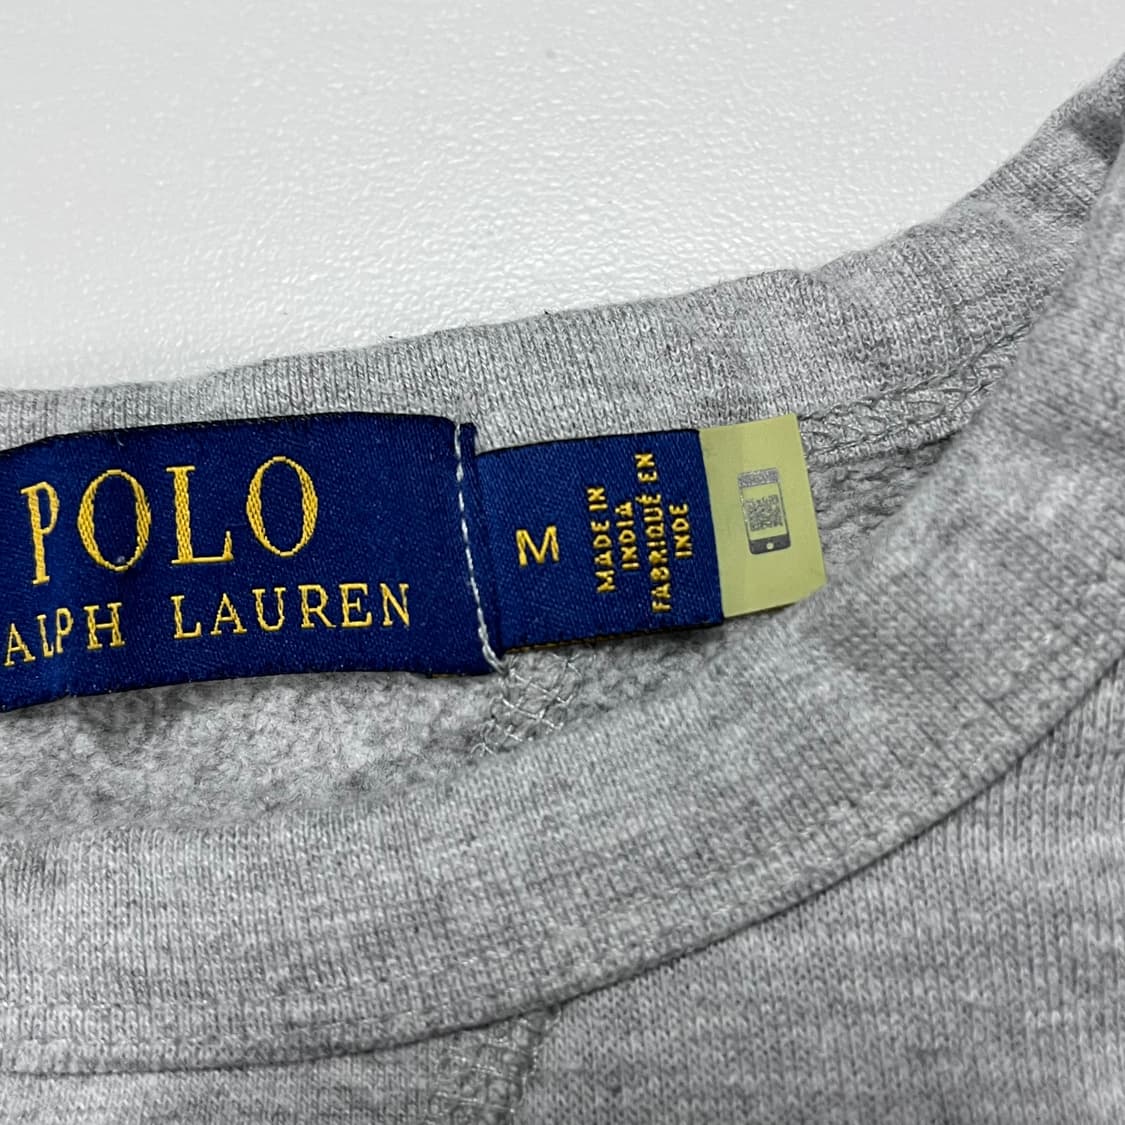 POLO
ALPH LAUREN
M
MADE IN
INDIA
FABRIQUÉ EN
INDE